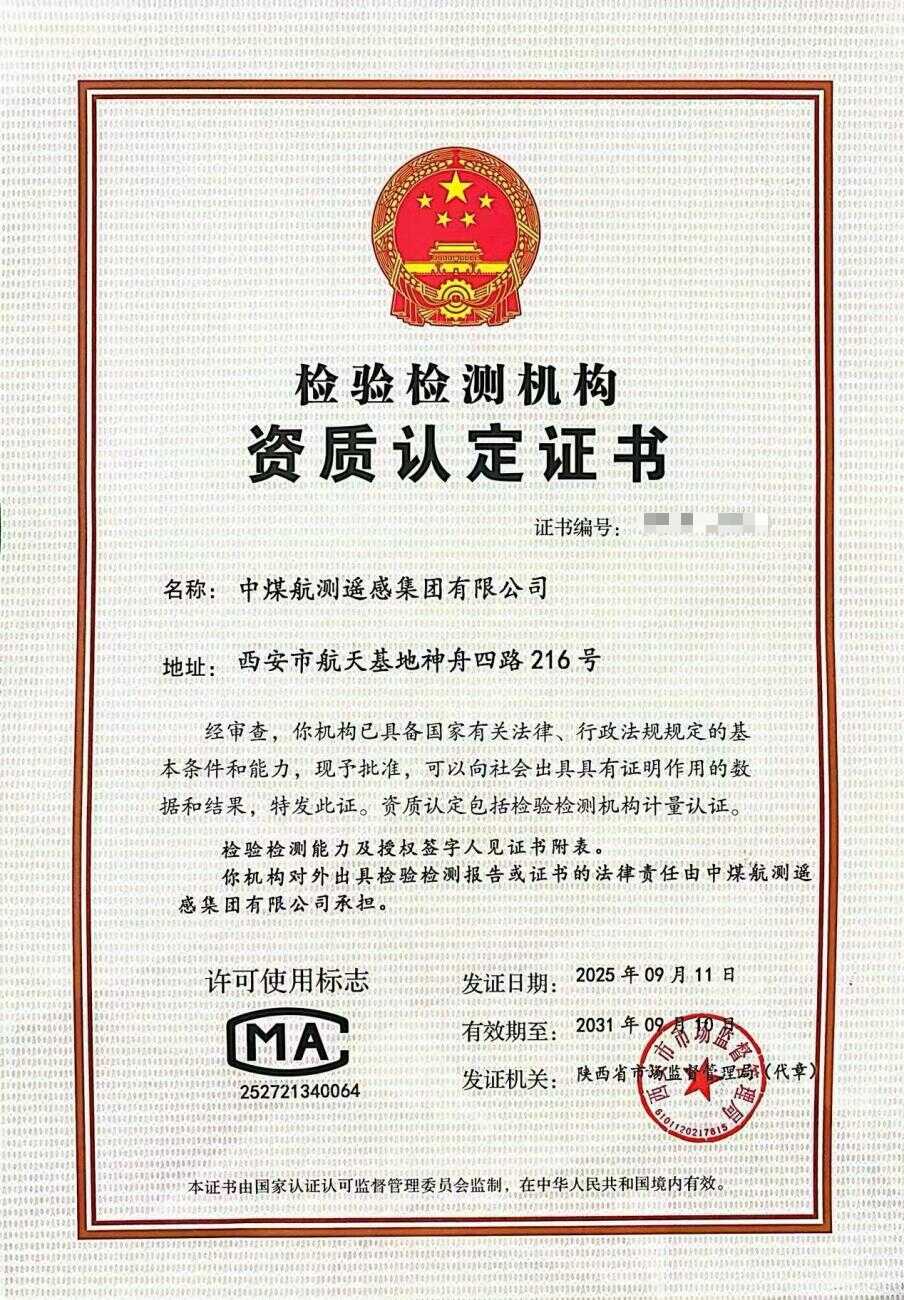 检验检测机构
资质认定证书
证书编号：
名称：中煤航测遥感集团有限公司
地址：西安市航天基地神舟四路216号
经审查，你机构已具备国家有关法律、行政法规规定的基
本条件和能力，现予批准，可以向社会出具具有证明作用的数
据和结果，特发此证。资质认定包括检验检测机构计量认证。
检验检测能力及授权签字人见证书附表。
你机构对外出具检验检测报告或证书的法律责任由中煤航测遥
感集团有限公司承担。
许可使用标志
MA
252721340064
发证日期：2025年09月11日
有效期至：2031年09月10日
发证机关：陕西省市场监督管理局（代章）
西安市市场监督管理局
6101120217815
本证书由国家认证认可监督管理委员会监制，在中华人民共和国境内有效。